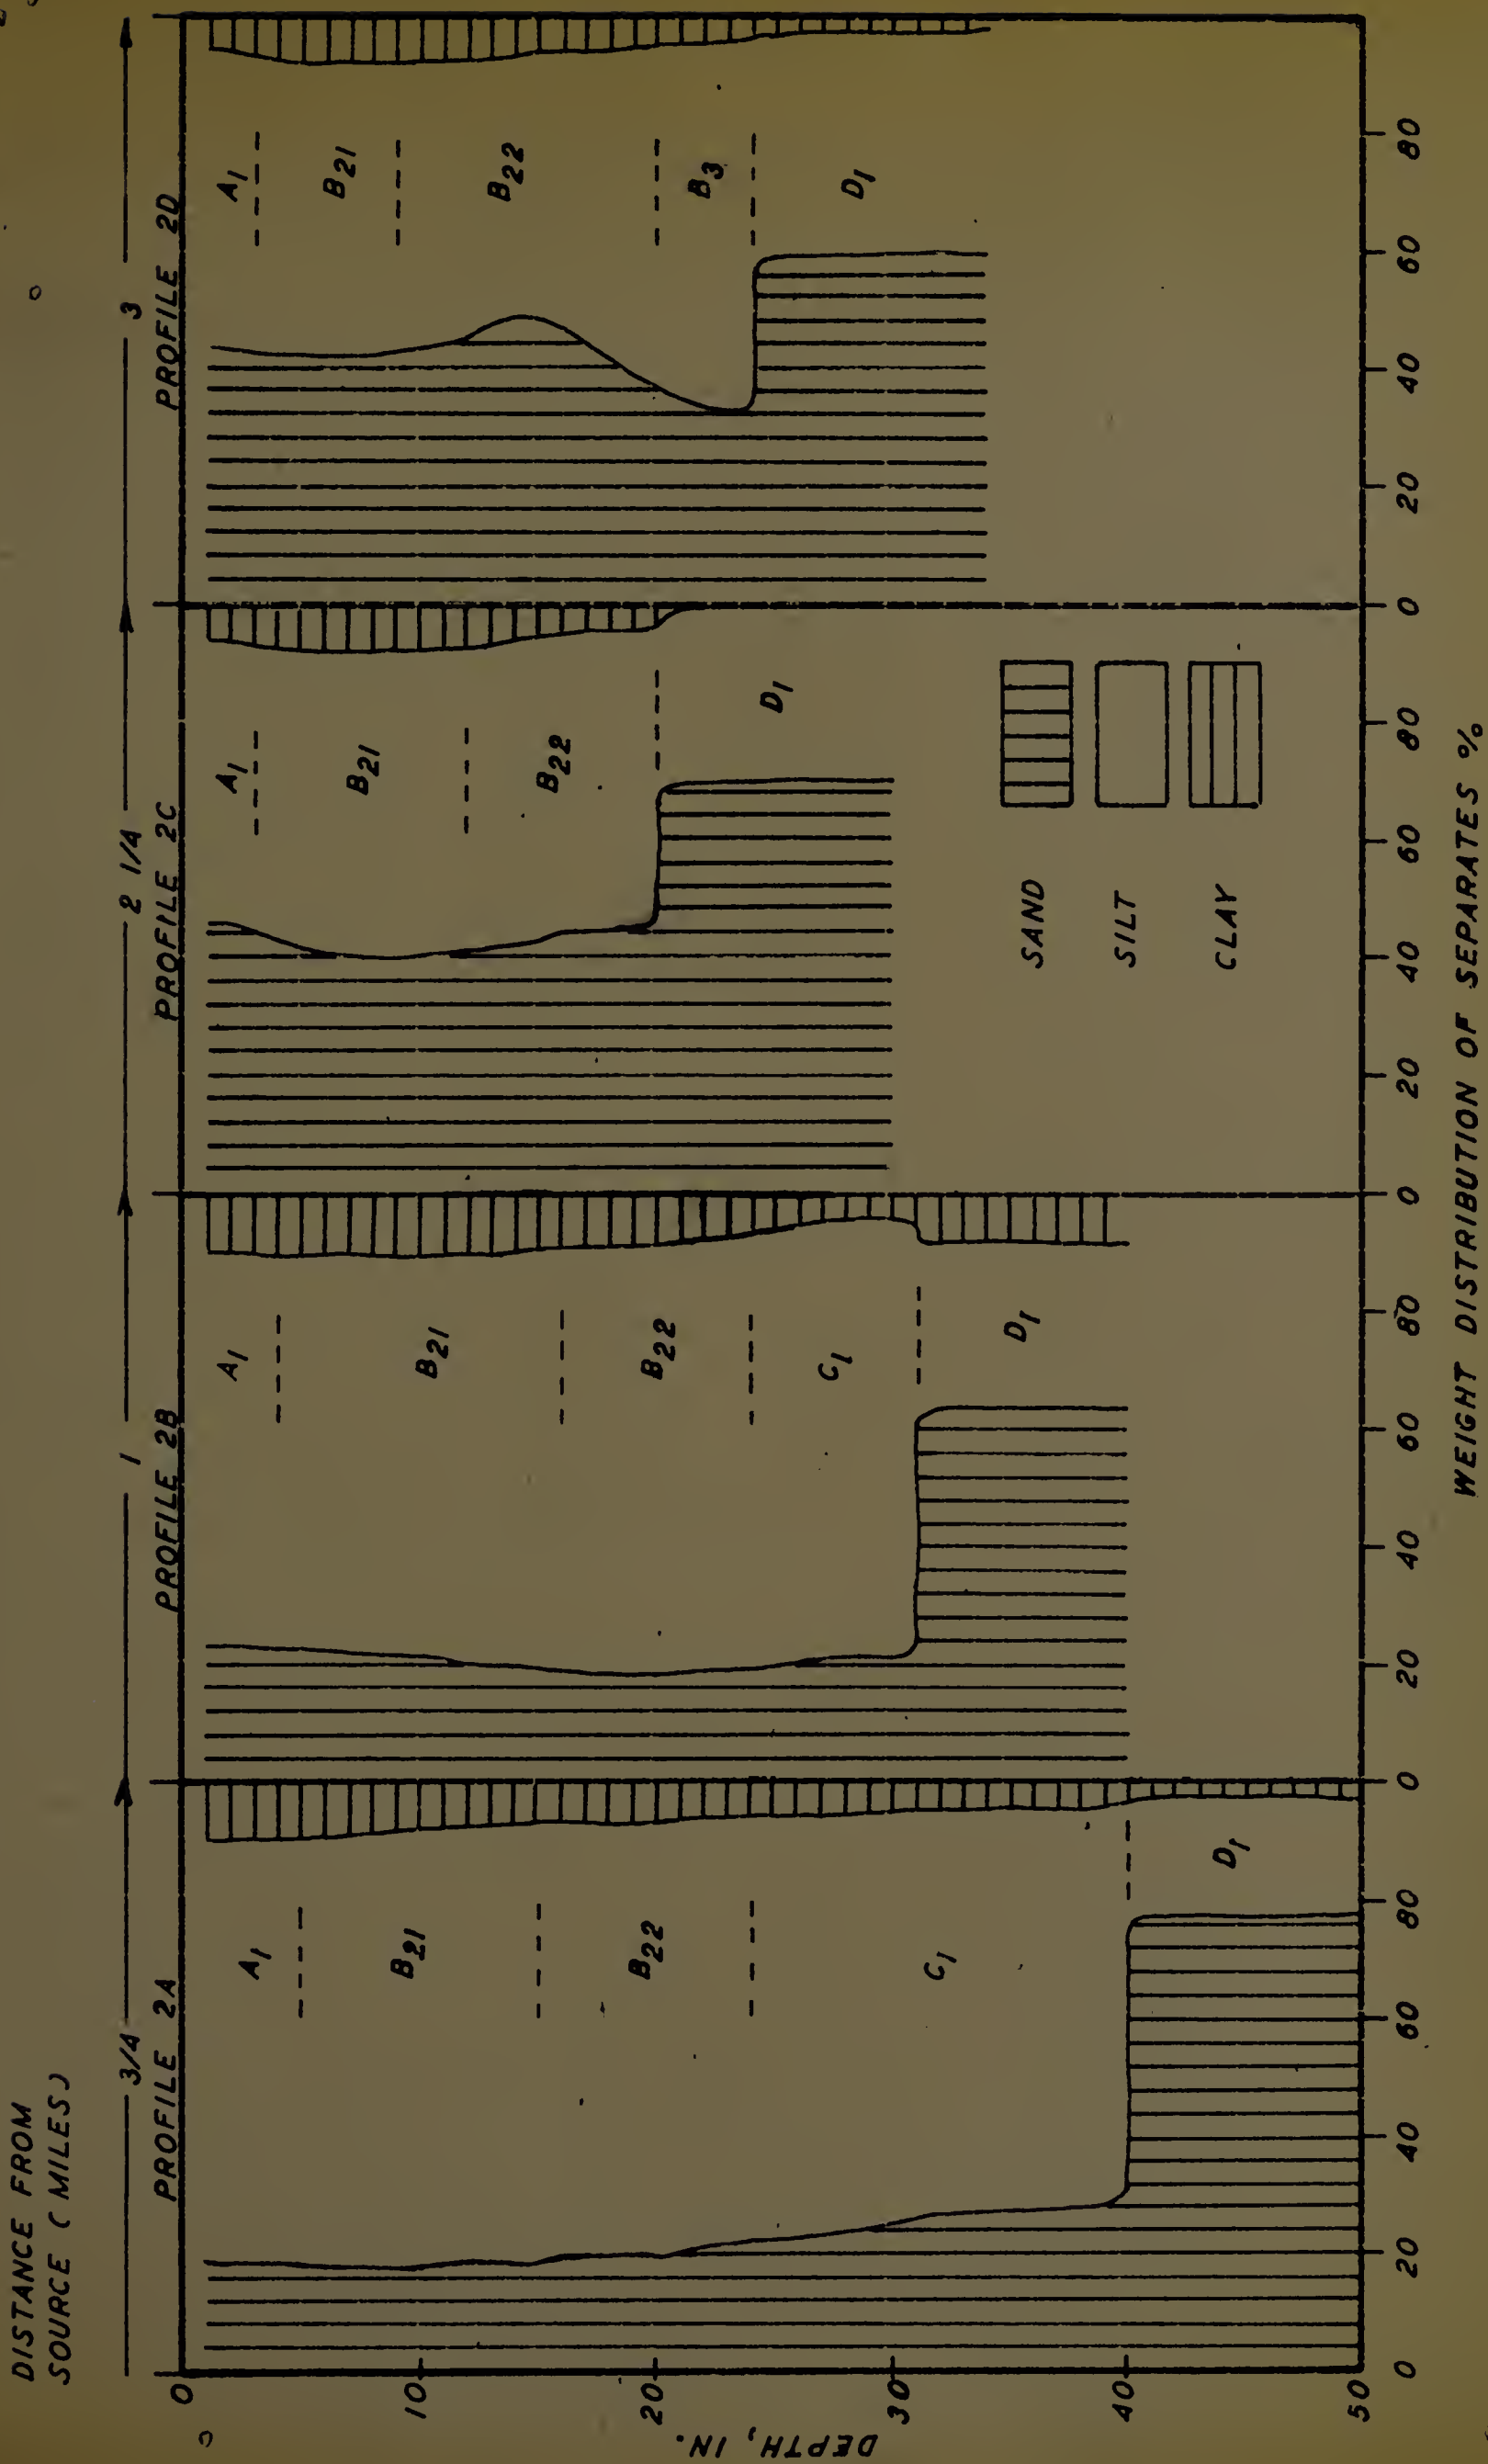 DISTANCE FROM
SOURCE (MILES)
3/4 1 2 1/4 3
PROFILE 2A PROFILE 2B PROFILE 2C PROFILE 2D
0
10
20
30
40
50
DEPTH, IN.
A1
B21
B22
C1
D1
A1
B21
B22
C1
D1
A1
B21
B22
D1
A1
B21
B22
B3
D1
SAND
SILT
CLAY
0 20 40 60 80 0 20 40 60 80 0 20 40 60 80 0 20 40 60 80
WEIGHT DISTRIBUTION OF SEPARATES %